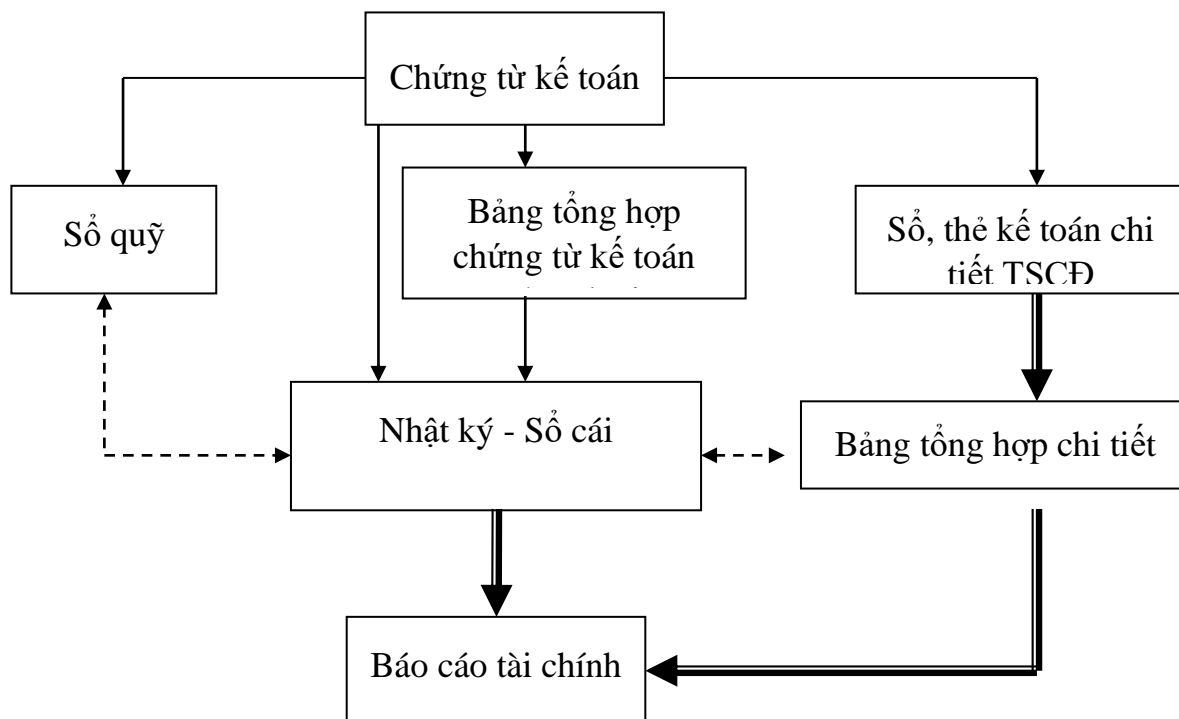 Chứng từ kế toán
Sổ quỹ
Bảng tổng hợp
chứng từ kế toán
Sổ, thẻ kế toán chi
tiết TSCĐ
Nhật ký - Sổ cái
Bảng tổng hợp chi tiết
Báo cáo tài chính